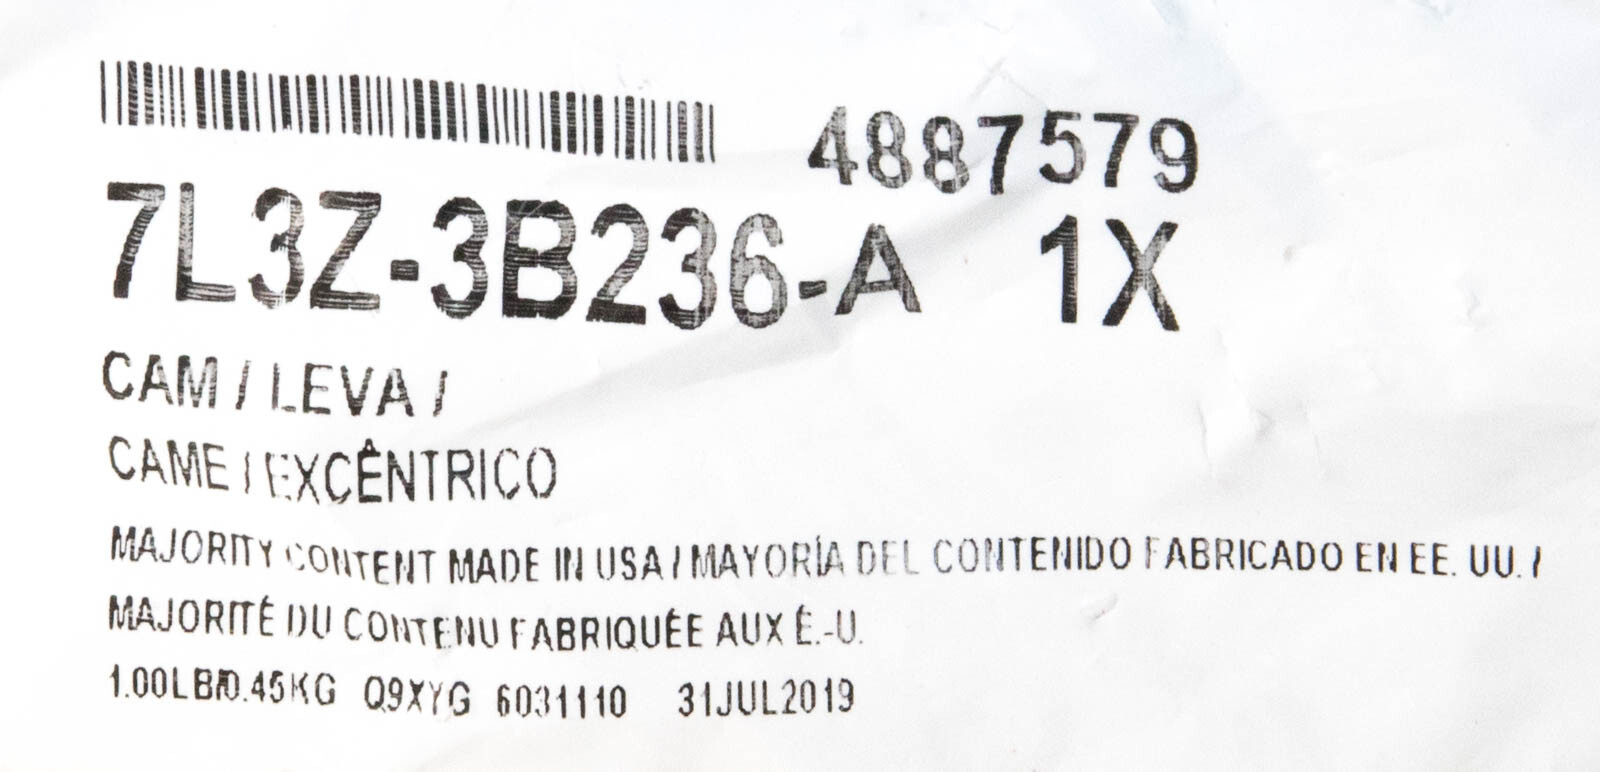 4887579
7L3Z-3B236-A 1X
CAM / LEVA /
CAME / EXCÊNTRICO
MAJORITY CONTENT MADE IN USA / MAYORÍA DEL CONTENIDO FABRICADO EN EE. UU. /
MAJORITÉ DU CONTENU FABRIQUÉE AUX É.-U.
1.00LB/0.45KG Q9XYG 6031110 31JUL2019